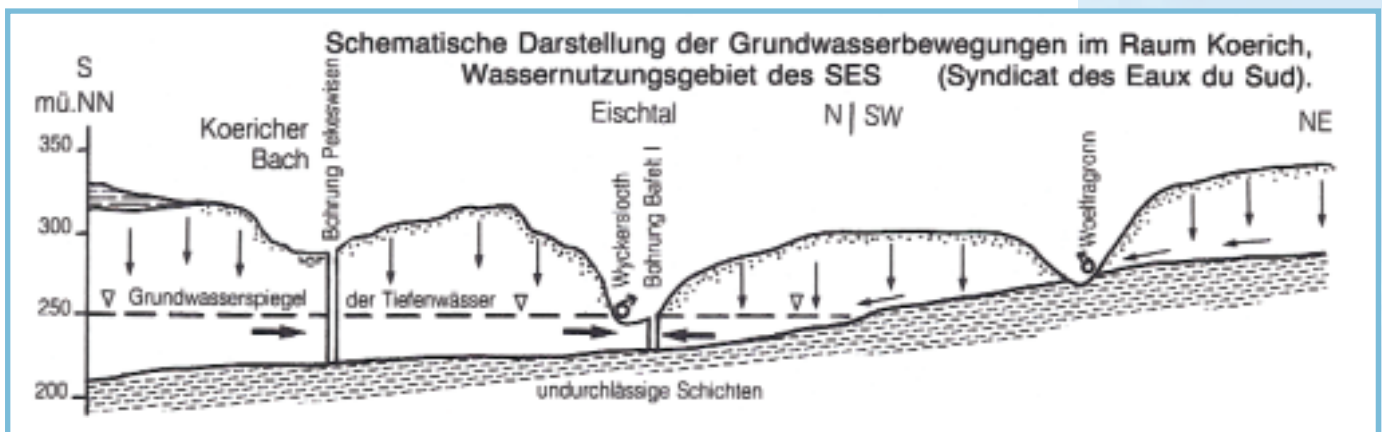 Schematische Darstellung der Grundwasserbewegungen im Raum Koerich,
Wassernutzungsgebiet des SES (Syndicat des Eaux du Sud).
S
mü.NN
Koericher
Bach
Bohrung Pekeswisen
Eischtal
N | SW
NE
Wyckerslooth
Bohrung Bafelt I
Woelfragronn
350
300
250
200
Grundwasserspiegel der Tiefenwässer
undurchlässige Schichten